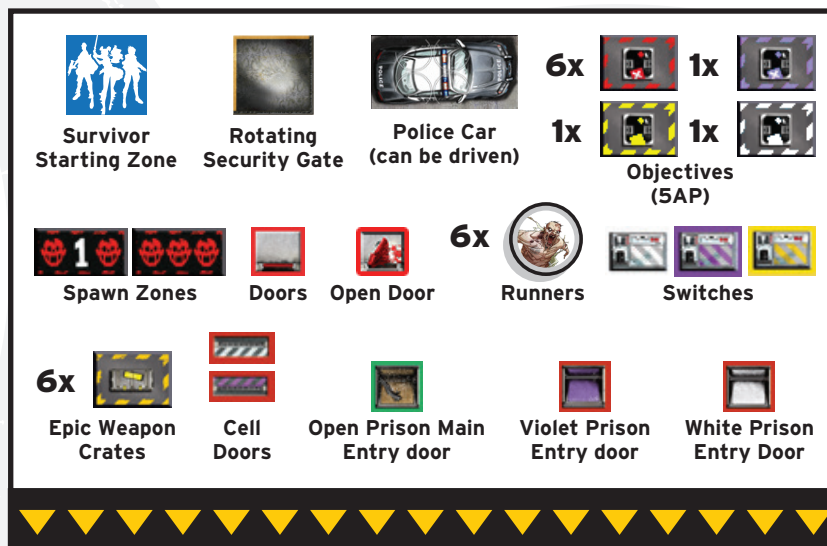 6x 1x
1x 1x
Survivor
Starting Zone
Rotating
Security Gate
Police Car
(can be driven)
Objectives
(5AP)
1
6x
Spawn Zones
Doors
Open Door
Runners
Switches
6x
Epic Weapon
Crates
Cell
Doors
Open Prison Main
Entry door
Violet Prison
Entry door
White Prison
Entry Door